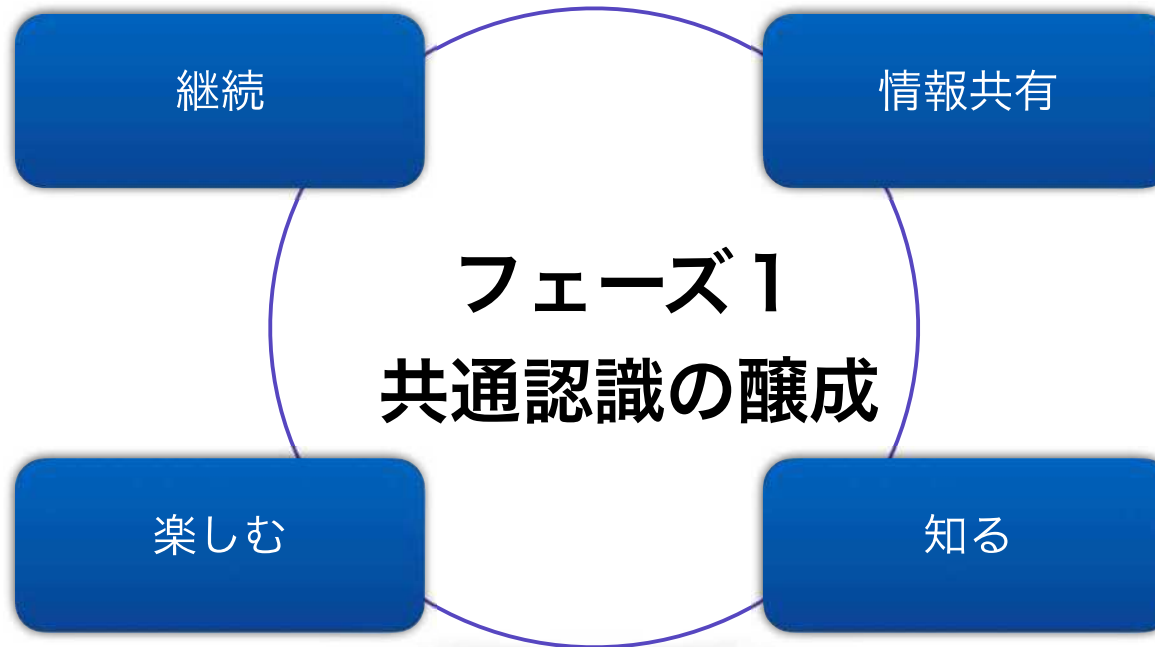 継続
情報共有
フェーズ１
共通認識の醸成
楽しむ
知る